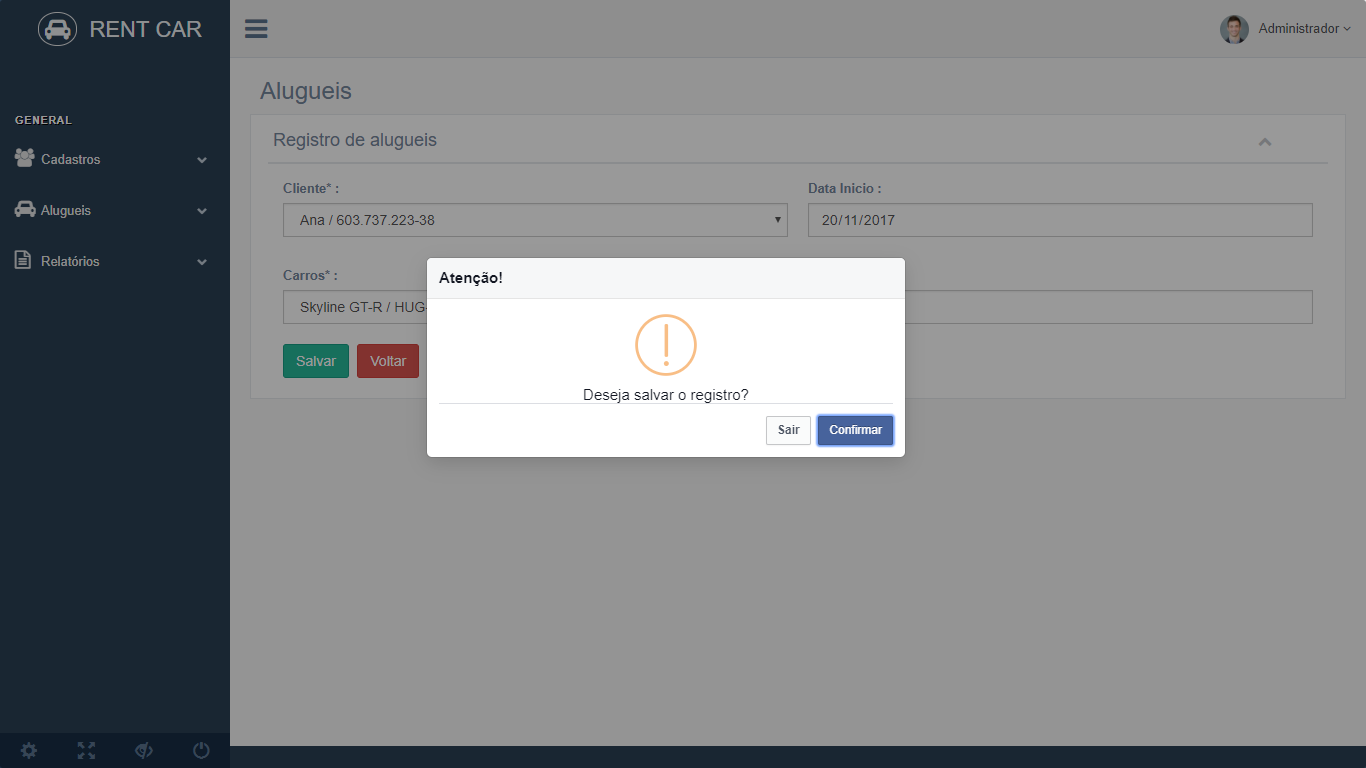 RENT CAR
Administrador
GENERAL
Cadastros
Alugueis
Relatórios
Alugueis
Registro de alugueis
Cliente* :
Data Inicio :
Ana / 603.737.223-38
20/11/2017
Carros* :
Skyline GT-R / HUG-
Salvar
Voltar
Atenção!
Deseja salvar o registro?
Sair
Confirmar